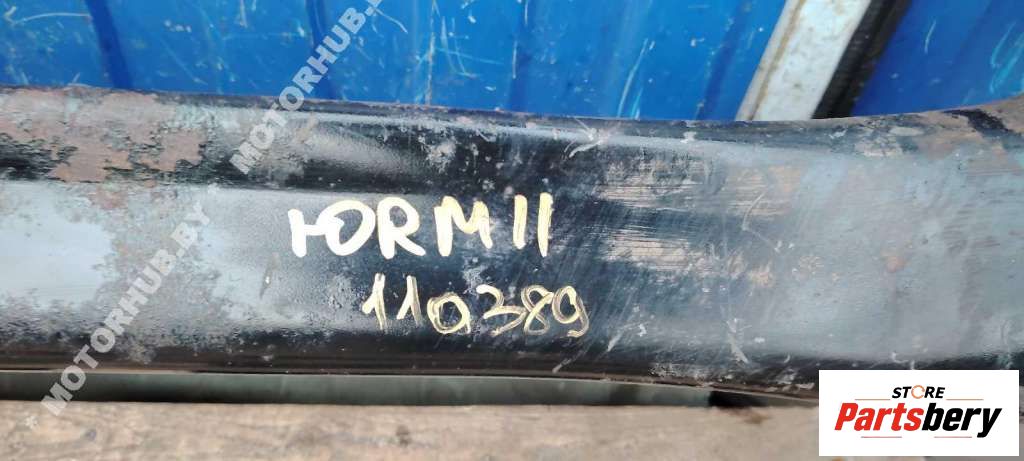 ЮRM11
110389
* MOTORHUB.BY
MOTORHUB.BY
STORE
Partsbery